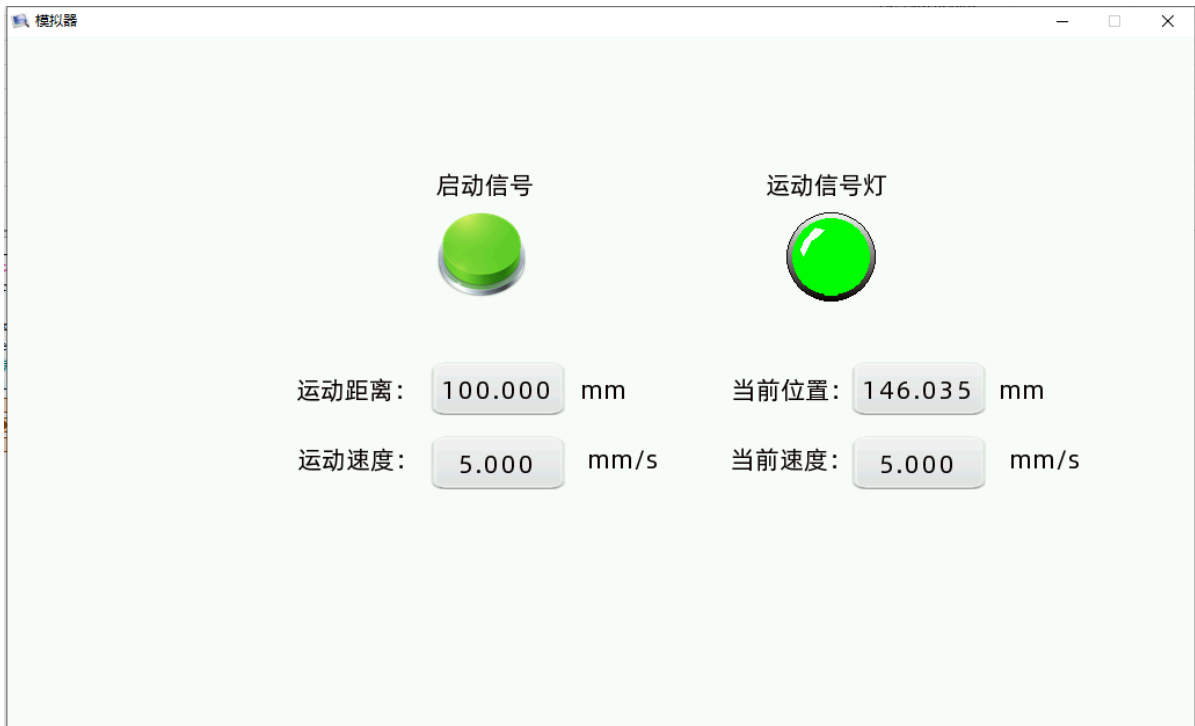 模拟器
启动信号 运动信号灯
运动距离： 100.000 mm 当前位置： 146.035 mm
运动速度： 5.000 mm/s 当前速度： 5.000 mm/s